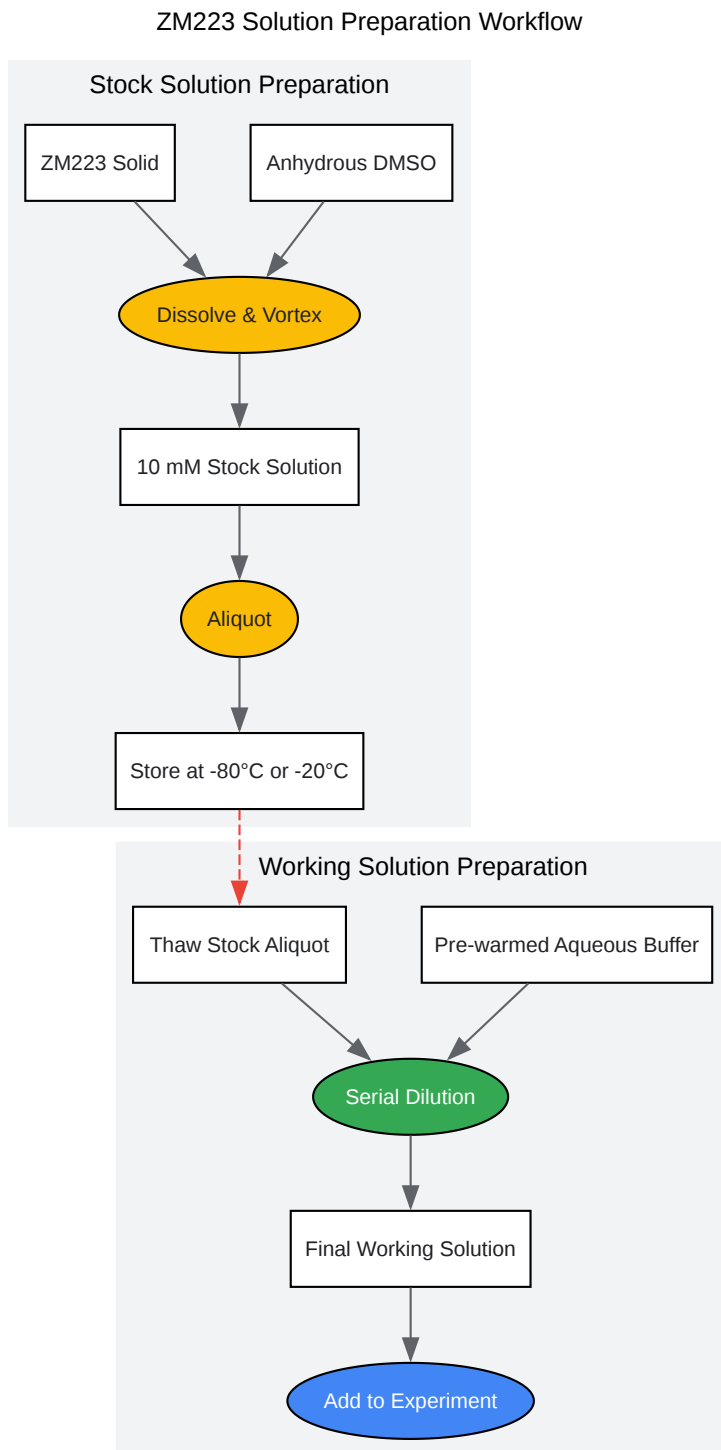 ZM223 Solution Preparation Workflow
Stock Solution Preparation
ZM223 Solid
Anhydrous DMSO
Dissolve & Vortex
10 mM Stock Solution
Aliquot
Store at -80°C or -20°C
Working Solution Preparation
Thaw Stock Aliquot
Pre-warmed Aqueous Buffer
Serial Dilution
Final Working Solution
Add to Experiment